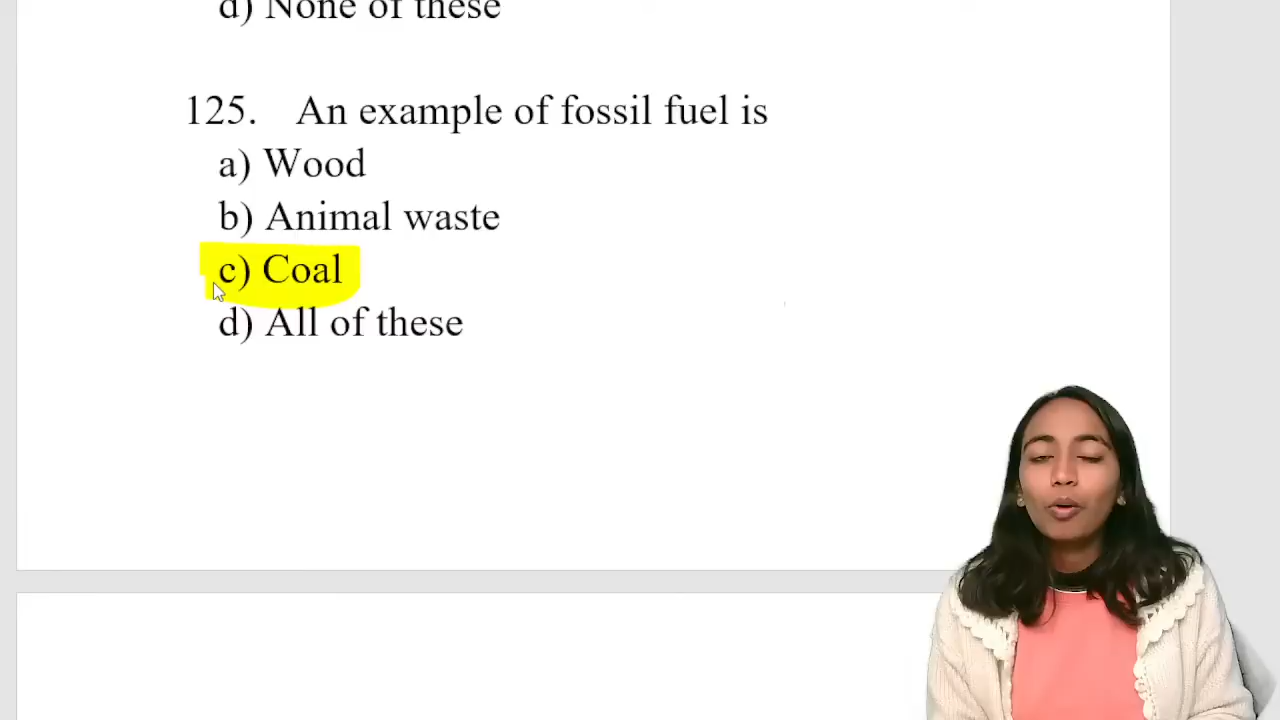 d) None of these
125. An example of fossil fuel is
a) Wood
b) Animal waste
c) Coal
d) All of these